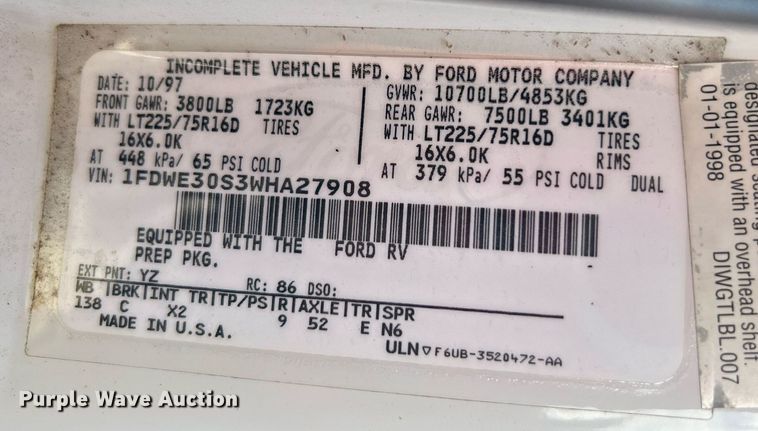 INCOMPLETE VEHICLE MFD. BY FORD MOTOR COMPANY
DATE: 10/97
GVWR: 10700LB/4853KG
FRONT GAWR: 3800LB 1723KG
REAR GAWR: 7500LB 3401KG
WITH LT225/75R16D TIRES
WITH LT225/75R16D TIRES
16X6.0K
16X6.0K RIMS
AT 448 kPa/ 65 PSI COLD
AT 379 kPa/ 55 PSI COLD DUAL
VIN: 1FDWE30S3WHA27908
EQUIPPED WITH THE FORD RV
PREP PKG.
EXT PNT: YZ RC: 86 DSO:
WB BRK INT TR TP/PS R AXLE TR SPR
138 C X2 9 52 E N6
MADE IN U.S.A.
ULN ▽ F6UB-3520472-AA
designated seating
is equipped with an overhead shelf.
01-01-1998
DIWGTLBL.007
Purple Wave Auction